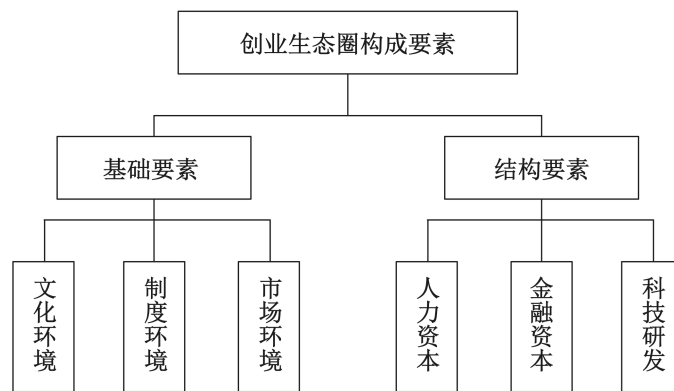 创业生态圈构成要素
基础要素
结构要素
文化环境
制度环境
市场环境
人力资本
金融资本
科技研发